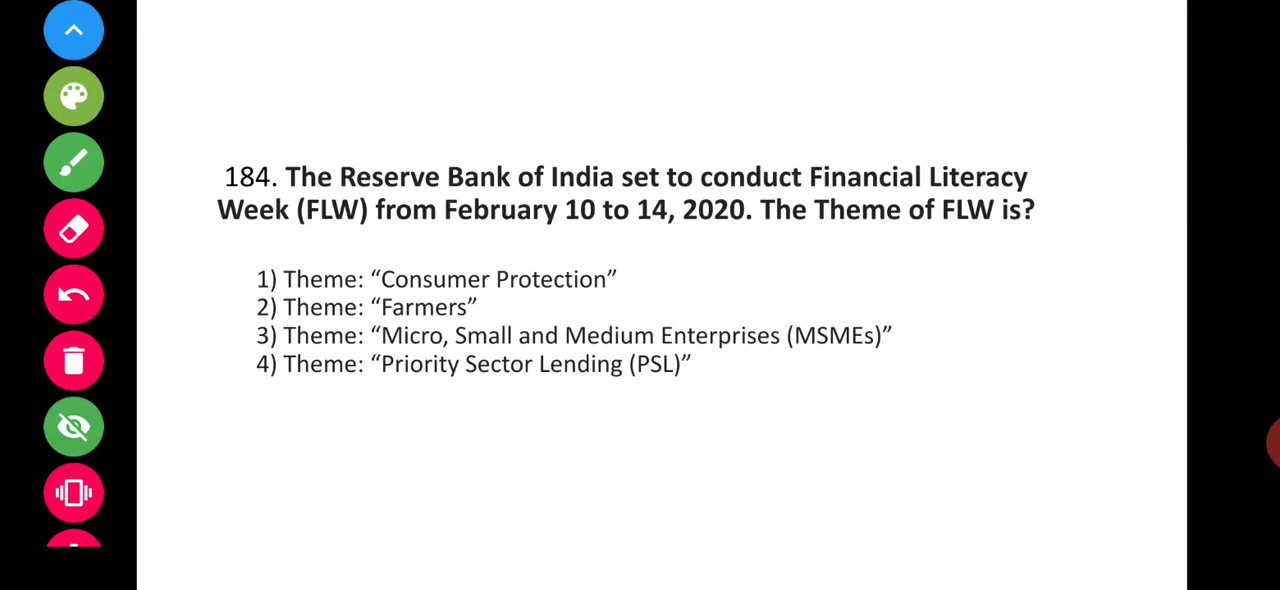 184. The Reserve Bank of India set to conduct Financial Literacy
Week (FLW) from February 10 to 14, 2020. The Theme of FLW is?
1) Theme: “Consumer Protection”
2) Theme: “Farmers”
3) Theme: “Micro, Small and Medium Enterprises (MSMEs)”
4) Theme: “Priority Sector Lending (PSL)”